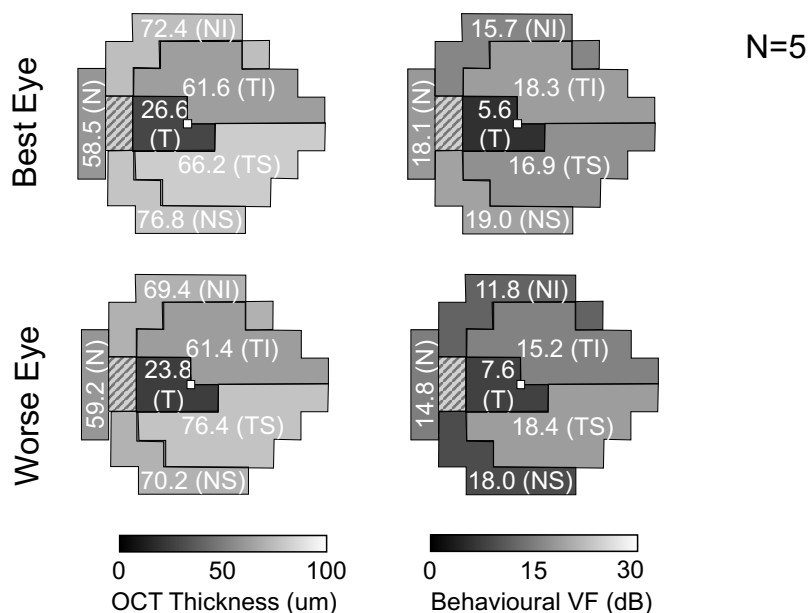 72.4 (NI)
15.7 (NI)
N=5
Best Eye
58.5 (N)
61.6 (TI)
26.6
(T)
66.2 (TS)
76.8 (NS)
18.1 (N)
18.3 (TI)
5.6
(T)
16.9 (TS)
19.0 (NS)
69.4 (NI)
11.8 (NI)
Worse Eye
59.2 (N)
61.4 (TI)
23.8
(T)
76.4 (TS)
70.2 (NS)
14.8 (N)
15.2 (TI)
7.6
(T)
18.4 (TS)
18.0 (NS)
0 50 100
OCT Thickness (um)
0 15 30
Behavioural VF (dB)